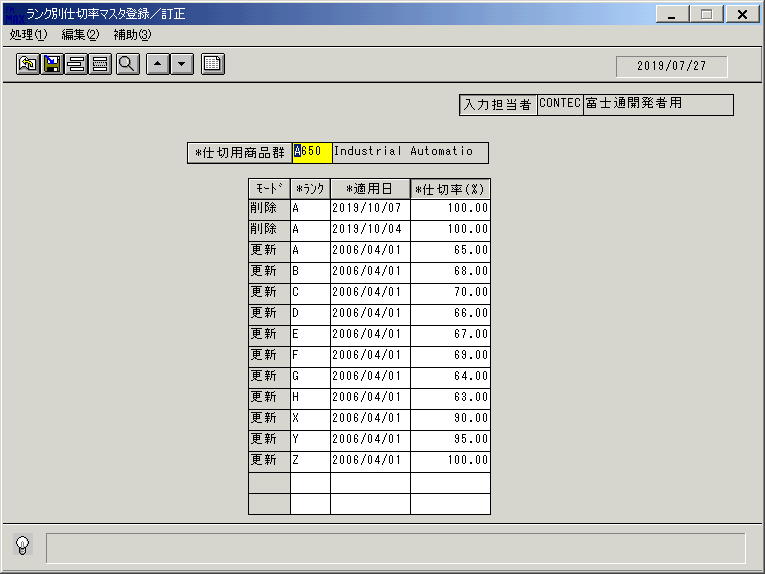 ランク別仕切率マスタ登録／訂正
処理(1) 編集(2) 補助(3)
2019/07/27
入力担当者 CONTEC 富士通開発者用
*仕切用商品群 A650 Industrial Automatio
ﾓｰﾄﾞ *ﾗﾝｸ *適用日 *仕切率(%)
削除 A 2019/10/07 100.00
削除 A 2019/10/04 100.00
更新 A 2006/04/01 65.00
更新 B 2006/04/01 68.00
更新 C 2006/04/01 70.00
更新 D 2006/04/01 66.00
更新 E 2006/04/01 67.00
更新 F 2006/04/01 69.00
更新 G 2006/04/01 64.00
更新 H 2006/04/01 63.00
更新 X 2006/04/01 90.00
更新 Y 2006/04/01 95.00
更新 Z 2006/04/01 100.00